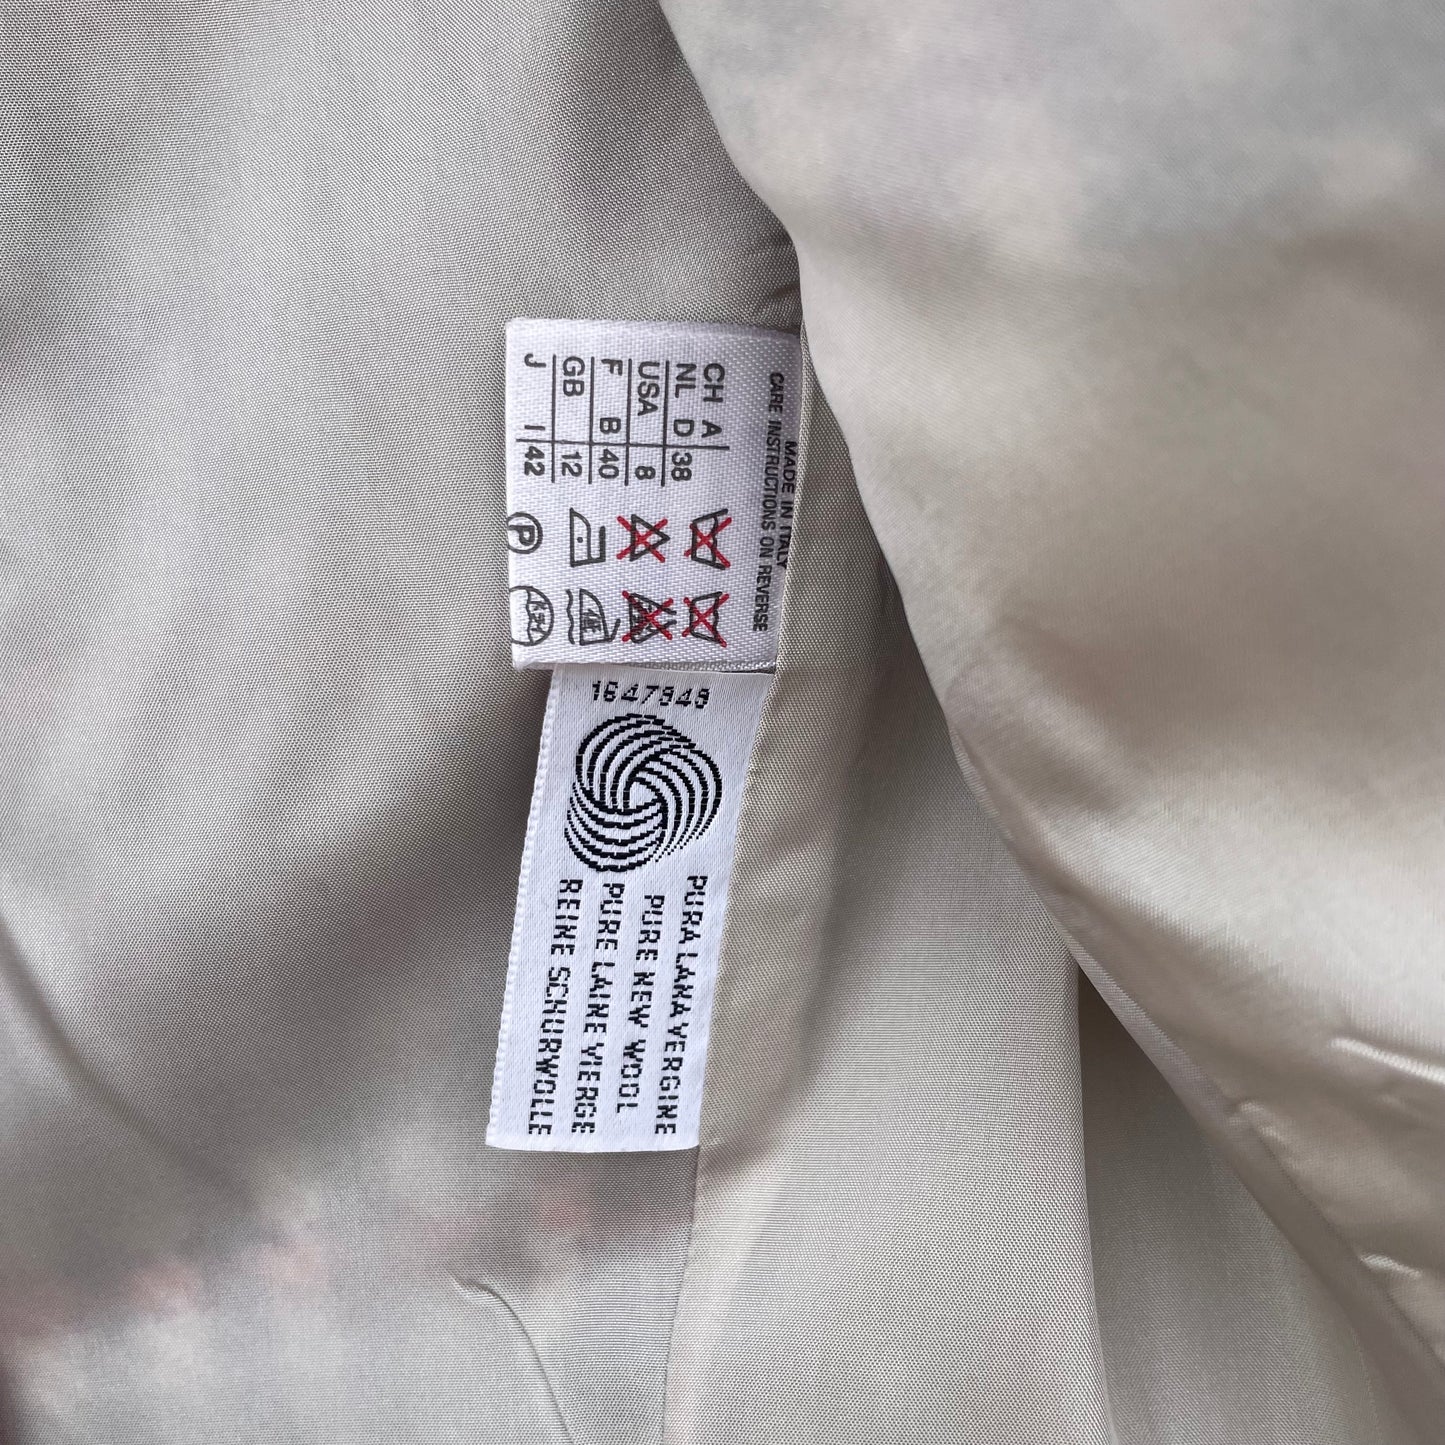 MADE IN ITALY
CARE INSTRUCTIONS ON REVERSE
CH A
NL D 38
USA 8
F B 40
GB 12
J I 42
P
PURA LANA VERGINE
PURE NEW WOOL
PURE LAINE VIERGE
REINE SCHURWOLLE